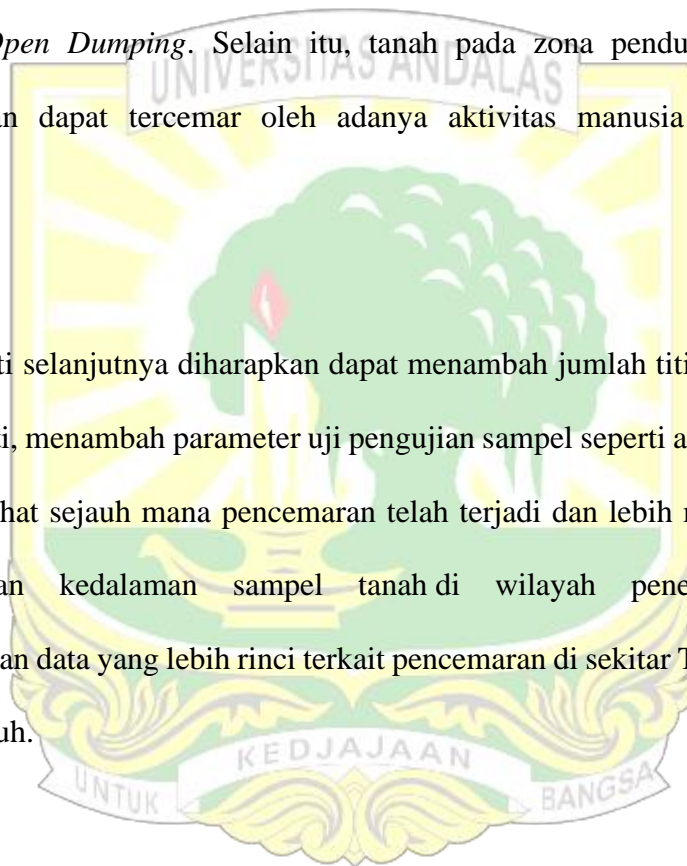 Open Dumping. Selain itu, tanah pada zona pendu
UNIVERSITAS ANDALAS
an dapat tercemar oleh adanya aktivitas manusia
ti selanjutnya diharapkan dapat menambah jumlah titi
ti, menambah parameter uji pengujian sampel seperti a
hat sejauh mana pencemaran telah terjadi dan lebih
an kedalaman sampel tanah di wilayah pene
an data yang lebih rinci terkait pencemaran di sekitar T
uh.
KEDJAJAAN
UNTUK
BANGSA